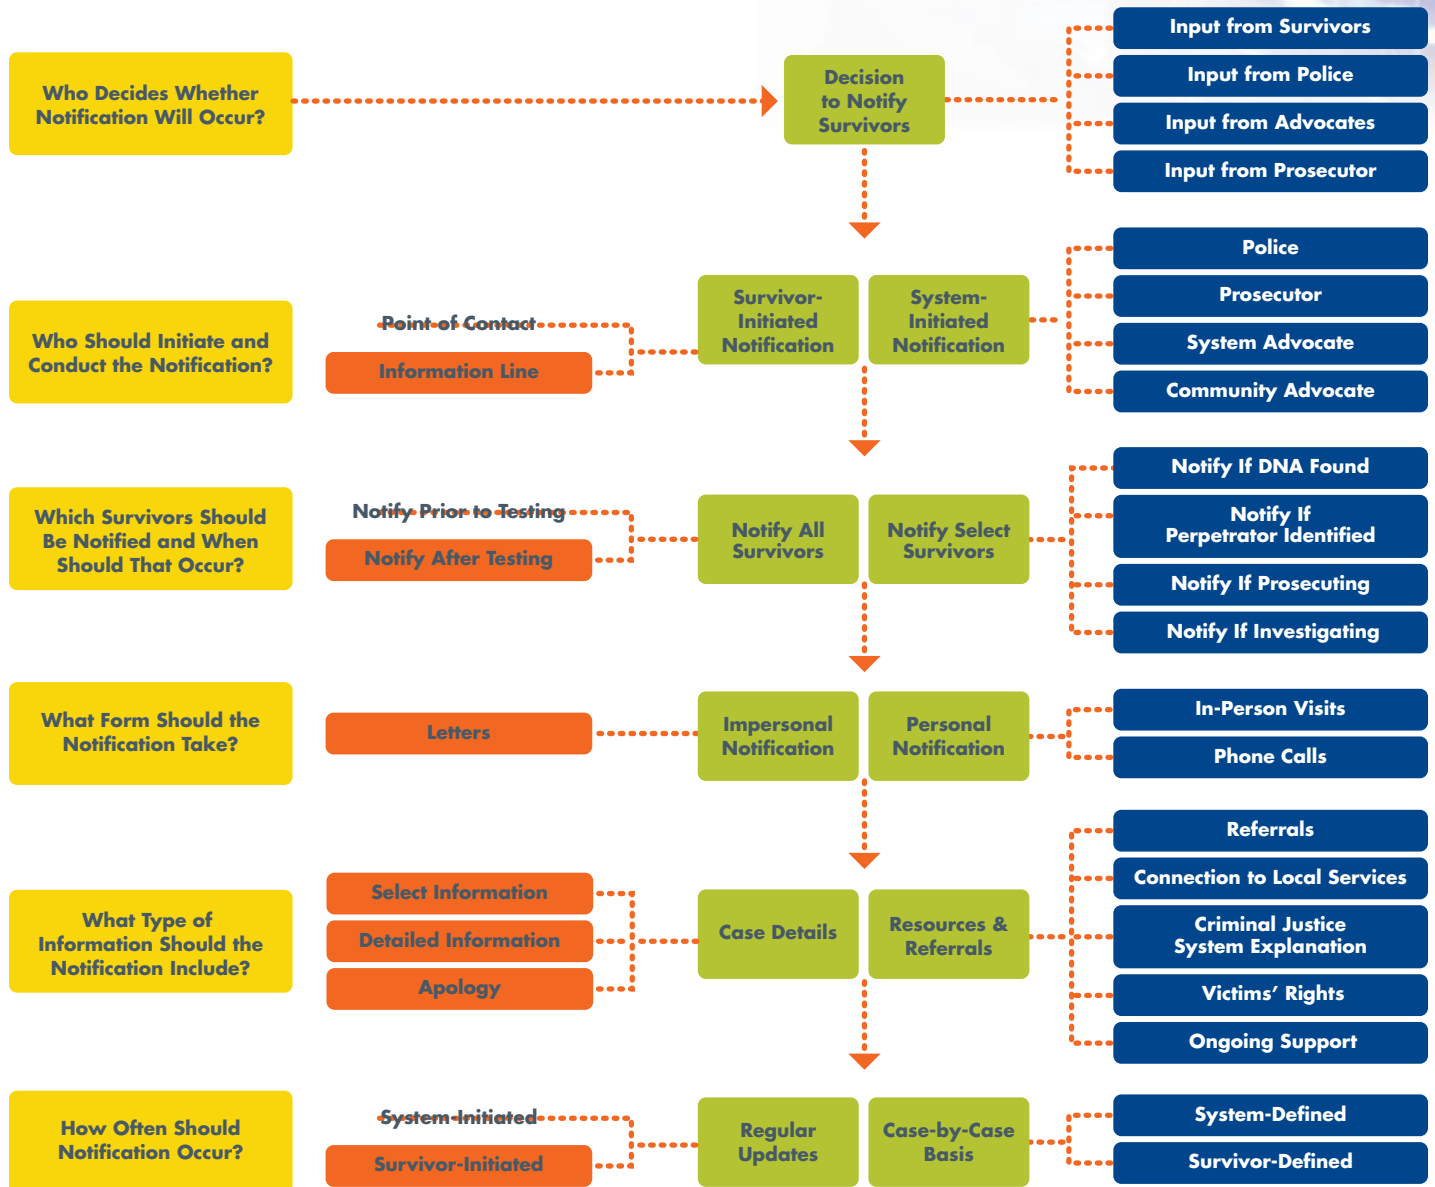 Who Decides Whether
Notification Will Occur?
Decision
to Notify
Survivors
Input from Survivors
Input from Police
Input from Advocates
Input from Prosecutor
Who Should Initiate and
Conduct the Notification?
Point of Contact
Information Line
Survivor-
Initiated
Notification
System-
Initiated
Notification
Police
Prosecutor
System Advocate
Community Advocate
Which Survivors Should
Be Notified and When
Should That Occur?
Notify Prior to Testing
Notify After Testing
Notify All
Survivors
Notify Select
Survivors
Notify If DNA Found
Notify If
Perpetrator Identified
Notify If Prosecuting
Notify If Investigating
What Form Should the
Notification Take?
Letters
Impersonal
Notification
Personal
Notification
In-Person Visits
Phone Calls
What Type of
Information Should the
Notification Include?
Select Information
Detailed Information
Apology
Case Details
Resources &
Referrals
Referrals
Connection to Local Services
Criminal Justice
System Explanation
Victims’ Rights
Ongoing Support
How Often Should
Notification Occur?
System-Initiated
Survivor-Initiated
Regular
Updates
Case-by-Case
Basis
System-Defined
Survivor-Defined